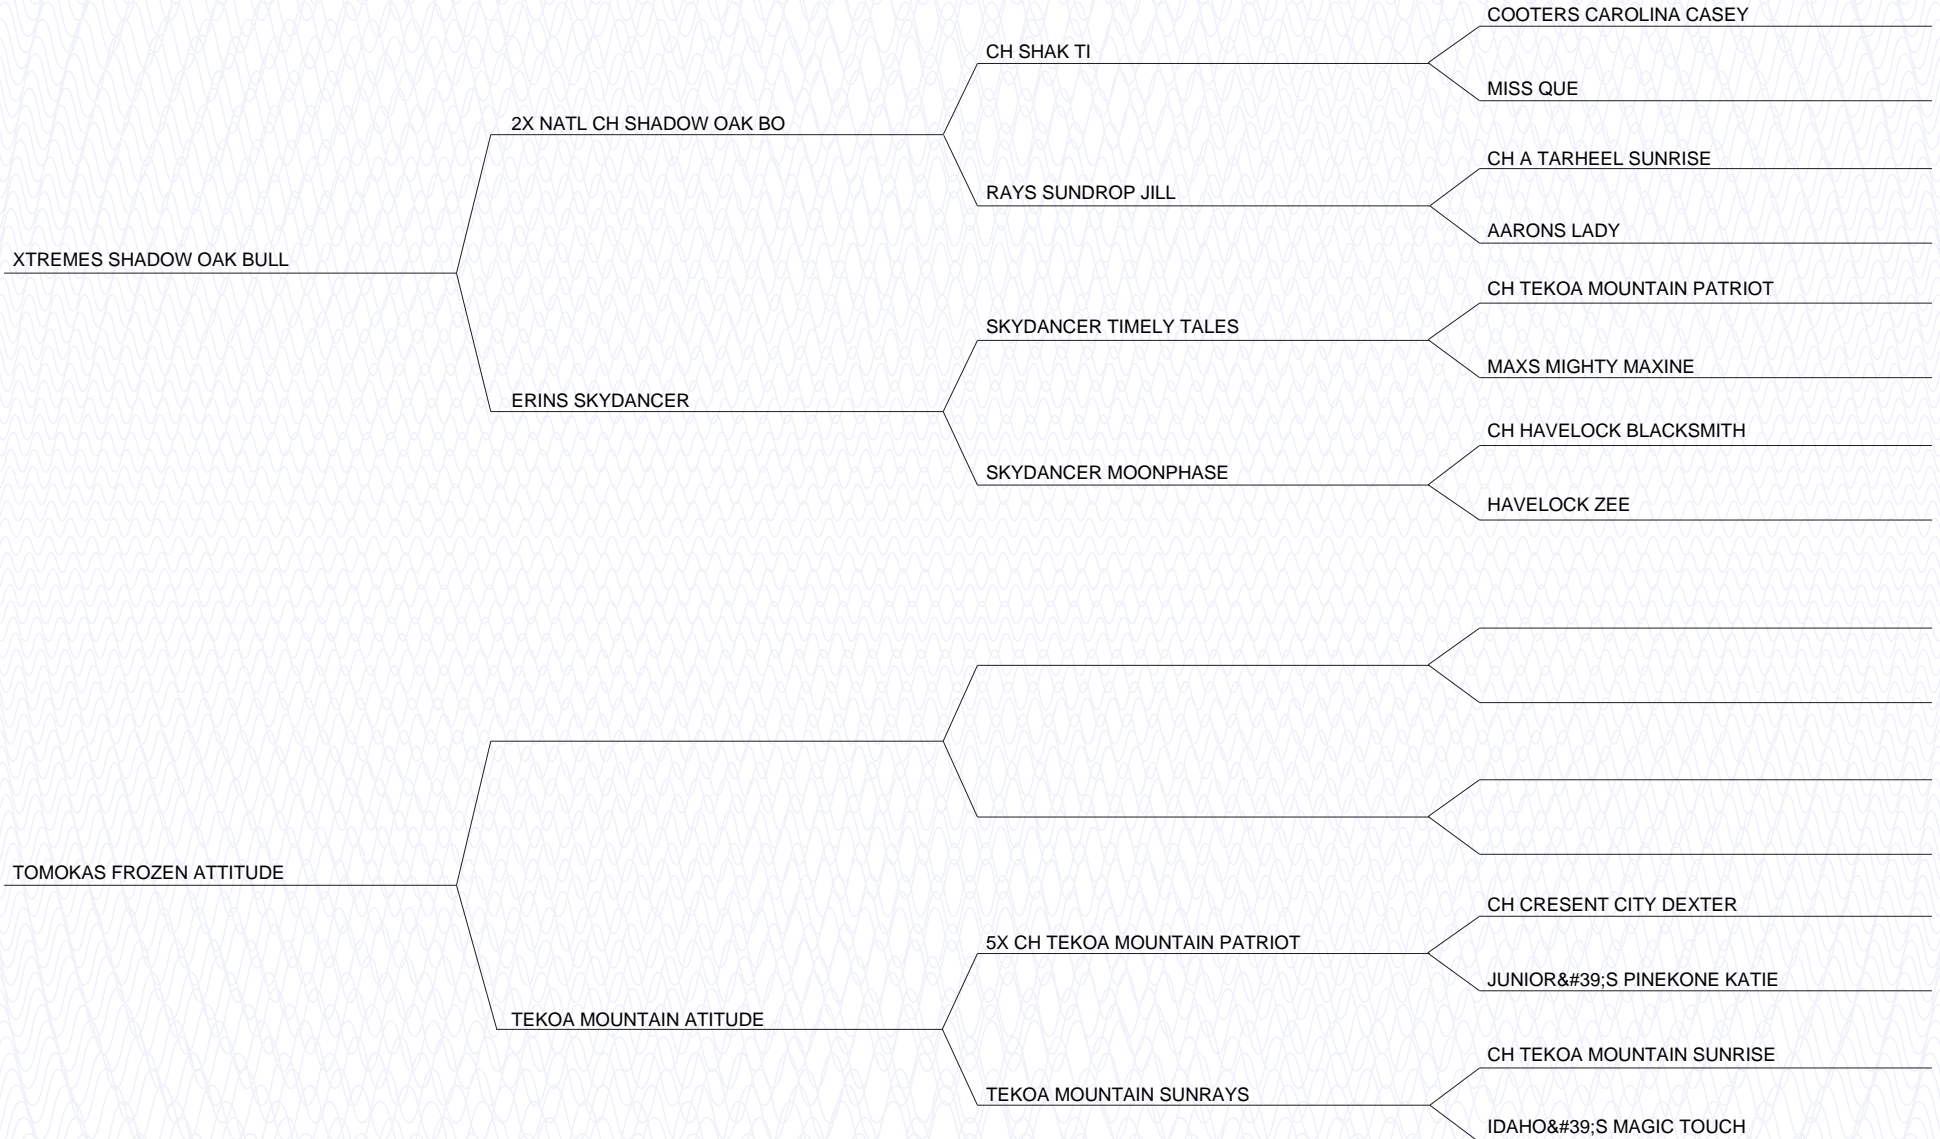 COOTERS CAROLINA CASEY
CH SHAK TI
MISS QUE
2X NATL CH SHADOW OAK BO
CH A TARHEEL SUNRISE
RAYS SUNDROP JILL
AARONS LADY
XTREMES SHADOW OAK BULL
CH TEKOA MOUNTAIN PATRIOT
SKYDANCER TIMELY TALES
MAXS MIGHTY MAXINE
ERINS SKYDANCER
CH HAVELOCK BLACKSMITH
SKYDANCER MOONPHASE
HAVELOCK ZEE
TOMOKAS FROZEN ATTITUDE
CH CRESENT CITY DEXTER
5X CH TEKOA MOUNTAIN PATRIOT
JUNIOR&#39;S PINEKONE KATIE
TEKOA MOUNTAIN ATITUDE
CH TEKOA MOUNTAIN SUNRISE
TEKOA MOUNTAIN SUNRAYS
IDAHO&#39;S MAGIC TOUCH